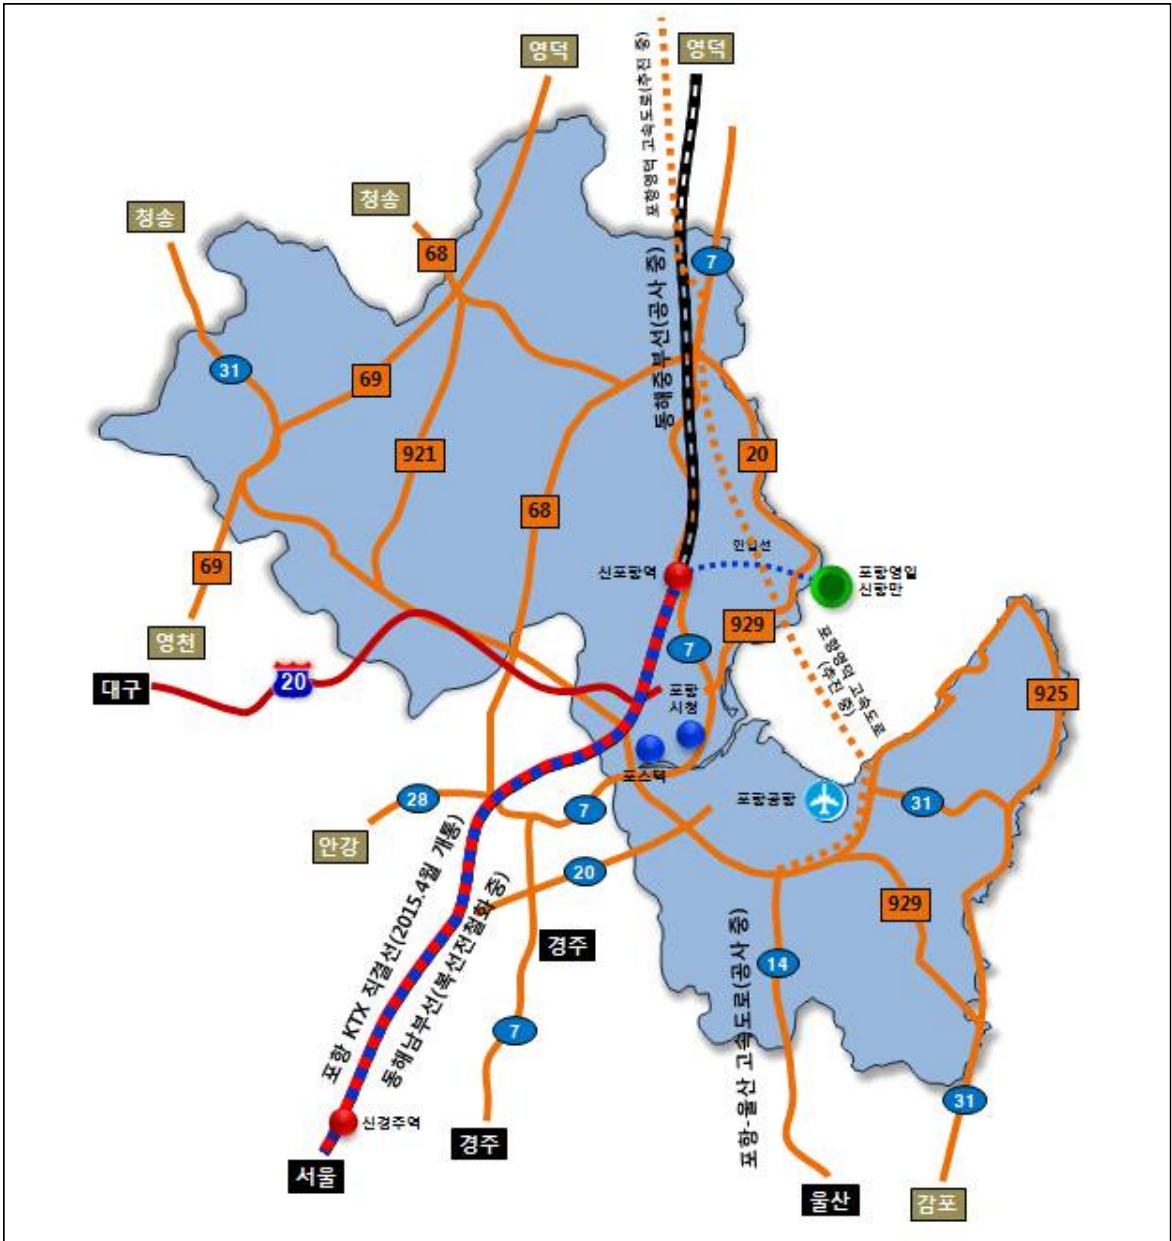 영덕
영덕
포항영덕 고속도로(추진 중)
청송
청송
68
7
동해중부선(공사 중)
31
69
921
20
68
69
인입선
신포항역
포항영일
신항만
929
7
영천
대구
20
포항
시청
포항영덕 고속도로
(추진 중)
925
포스텍
28
7
포항공항
31
안강
20
929
포항 KTX 직결선(2015.4월 개통)
동해남부선(복선전철화 중)
경주
포항-울산 고속도로(공사 중)
14
7
31
신경주역
경주
서울
울산
감포